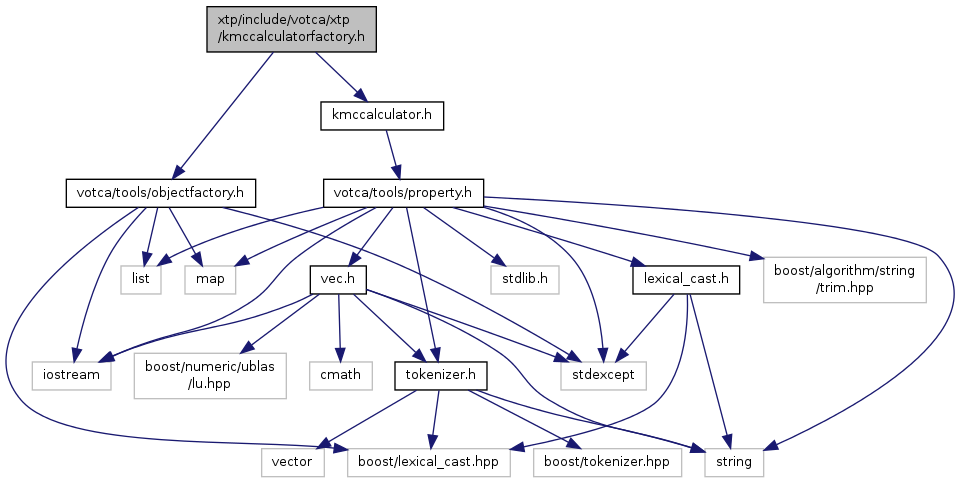 xtp/include/votca/xtp
/kmccalculatorfactory.h
kmccalculator.h
votca/tools/objectfactory.h
votca/tools/property.h
list
map
vec.h
stdlib.h
lexical_cast.h
boost/algorithm/string
/trim.hpp
iostream
boost/numeric/ublas
/lu.hpp
cmath
tokenizer.h
stdexcept
vector
boost/lexical_cast.hpp
boost/tokenizer.hpp
string